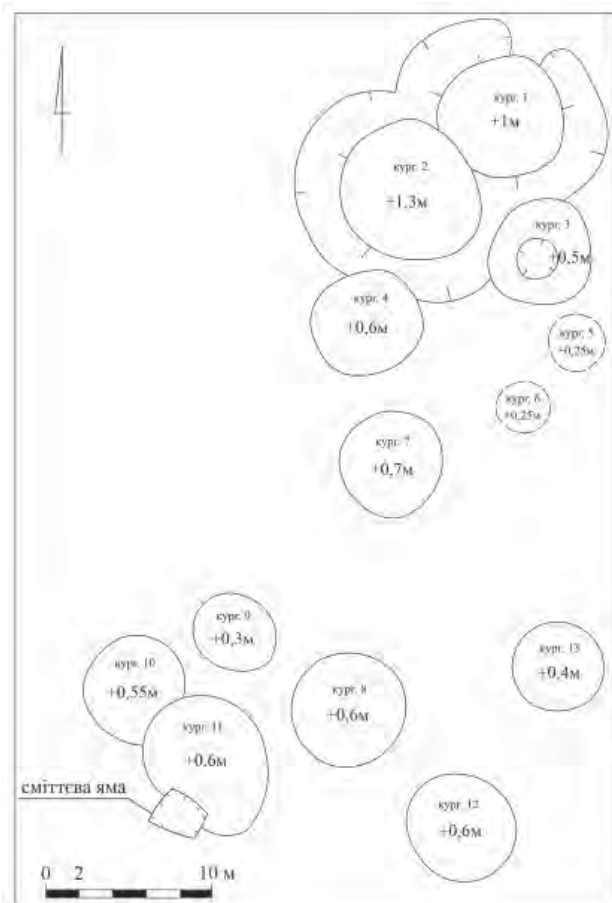 кург. 1
+1м
кург. 2
+1,3м
кург. 3
+0,5м
кург. 4
+0,6м
кург. 5
+0,25м
кург. 6
+0,25м
кург. 7
+0,7м
кург. 9
+0,3м
кург. 10
+0,55м
кург. 8
+0,6м
кург. 13
+0,4м
кург. 11
+0,6м
сміттєва яма
кург. 12
+0,6м
0 2 10 м